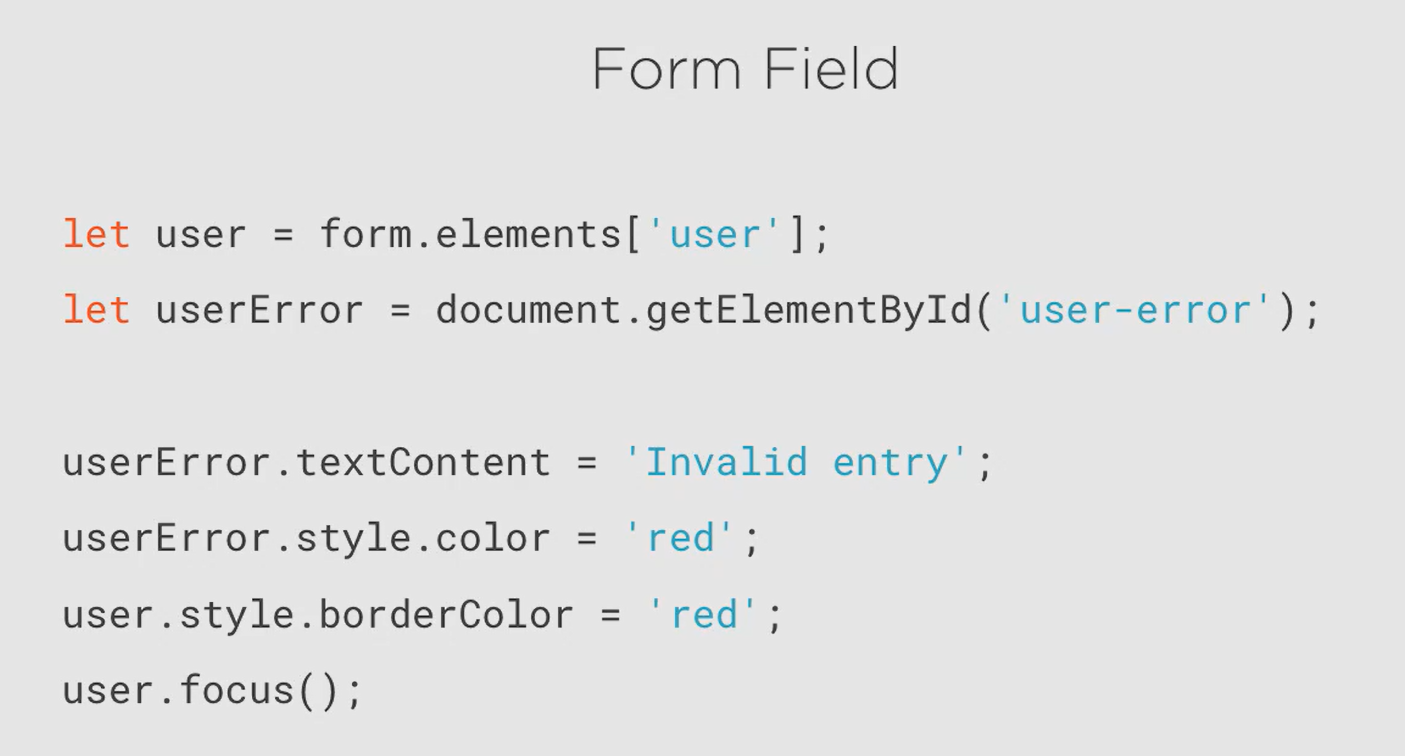 Form Field
let user = form.elements['user'];
let userError = document.getElementById('user-error');
userError.textContent = 'Invalid entry';
userError.style.color = 'red';
user.style.borderColor = 'red';
user.focus();